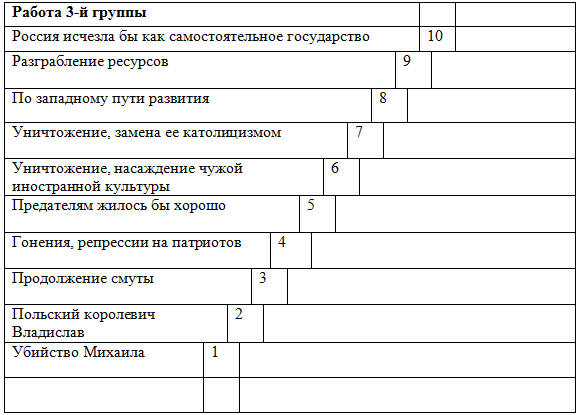 Работа 3-й группы
Россия исчезла бы как самостоятельное государство 10
Разграбление ресурсов 9
По западному пути развития 8
Уничтожение, замена ее католицизмом 7
Уничтожение, насаждение чужой 6
иностранной культуры
Предателям жилось бы хорошо 5
Гонения, репрессии на патриотов 4
Продолжение смуты 3
Польский королевич 2
Владислав
Убийство Михаила 1